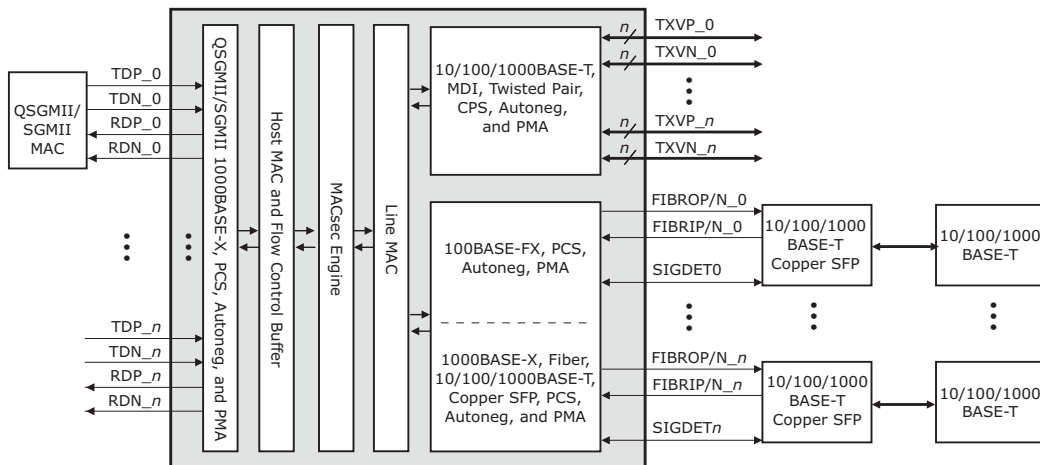 QSGMII/
SGMII
MAC
TDP_0
TDN_0
RDP_0
RDN_0
TDP_n
TDN_n
RDP_n
RDN_n
QSGMII/SGMII 1000BASE-X, PCS, Autoneg, and PMA
Host MAC and Flow Control Buffer
MACsec Engine
Line MAC
10/100/1000BASE-T,
MDI, Twisted Pair,
CPS, Autoneg,
and PMA
100BASE-FX, PCS,
Autoneg, PMA
1000BASE-X, Fiber,
10/100/1000BASE-T,
Copper SFP, PCS,
Autoneg, and PMA
n TXVP_0
n TXVN_0
n TXVP_n
n TXVN_n
FIBROP/N_0
FIBRIP/N_0
SIGDET0
FIBROP/N_n
FIBRIP/N_n
SIGDETn
10/100/1000
BASE-T
Copper SFP
10/100/1000
BASE-T
10/100/1000
BASE-T
Copper SFP
10/100/1000
BASE-T